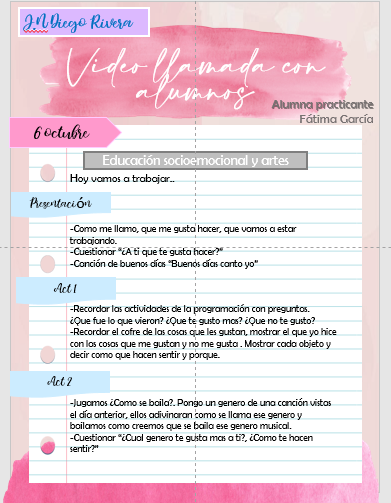 J.N Diego Rivera
Video llamada con
alumnos
Alumna practicante
Fátima García
6 octubre
Educación socioemocional y artes
Hoy vamos a trabajar...
Presentación
-Como me llamo, que me gusta hacer, que vamos a estar
trabajando.
-Cuestionar "¿A ti que te gusta hacer?"
-Canción de buenos días "Buenos días canto yo"
Act 1
-Recordar las actividades de la programación con preguntas.
¿Que fue lo que vieron? ¿Que te gusto mas? ¿Que no te gusto?
-Recordar el cofre de las cosas que les gustan, mostrar el que yo hice
con las cosas que me gustan y no me gusta . Mostrar cada objeto y
decir como que hacen sentir y porque.
Act 2
-Jugamos ¿Como se baila?. Pongo un genero de una canción vistas
el día anterior, ellos adivinaran como se llama ese genero y
bailamos como creemos que se baila ese genero musical.
-Cuestionar "¿Cual genero te gusta mas a ti?, ¿Como te hacen
sentir?"